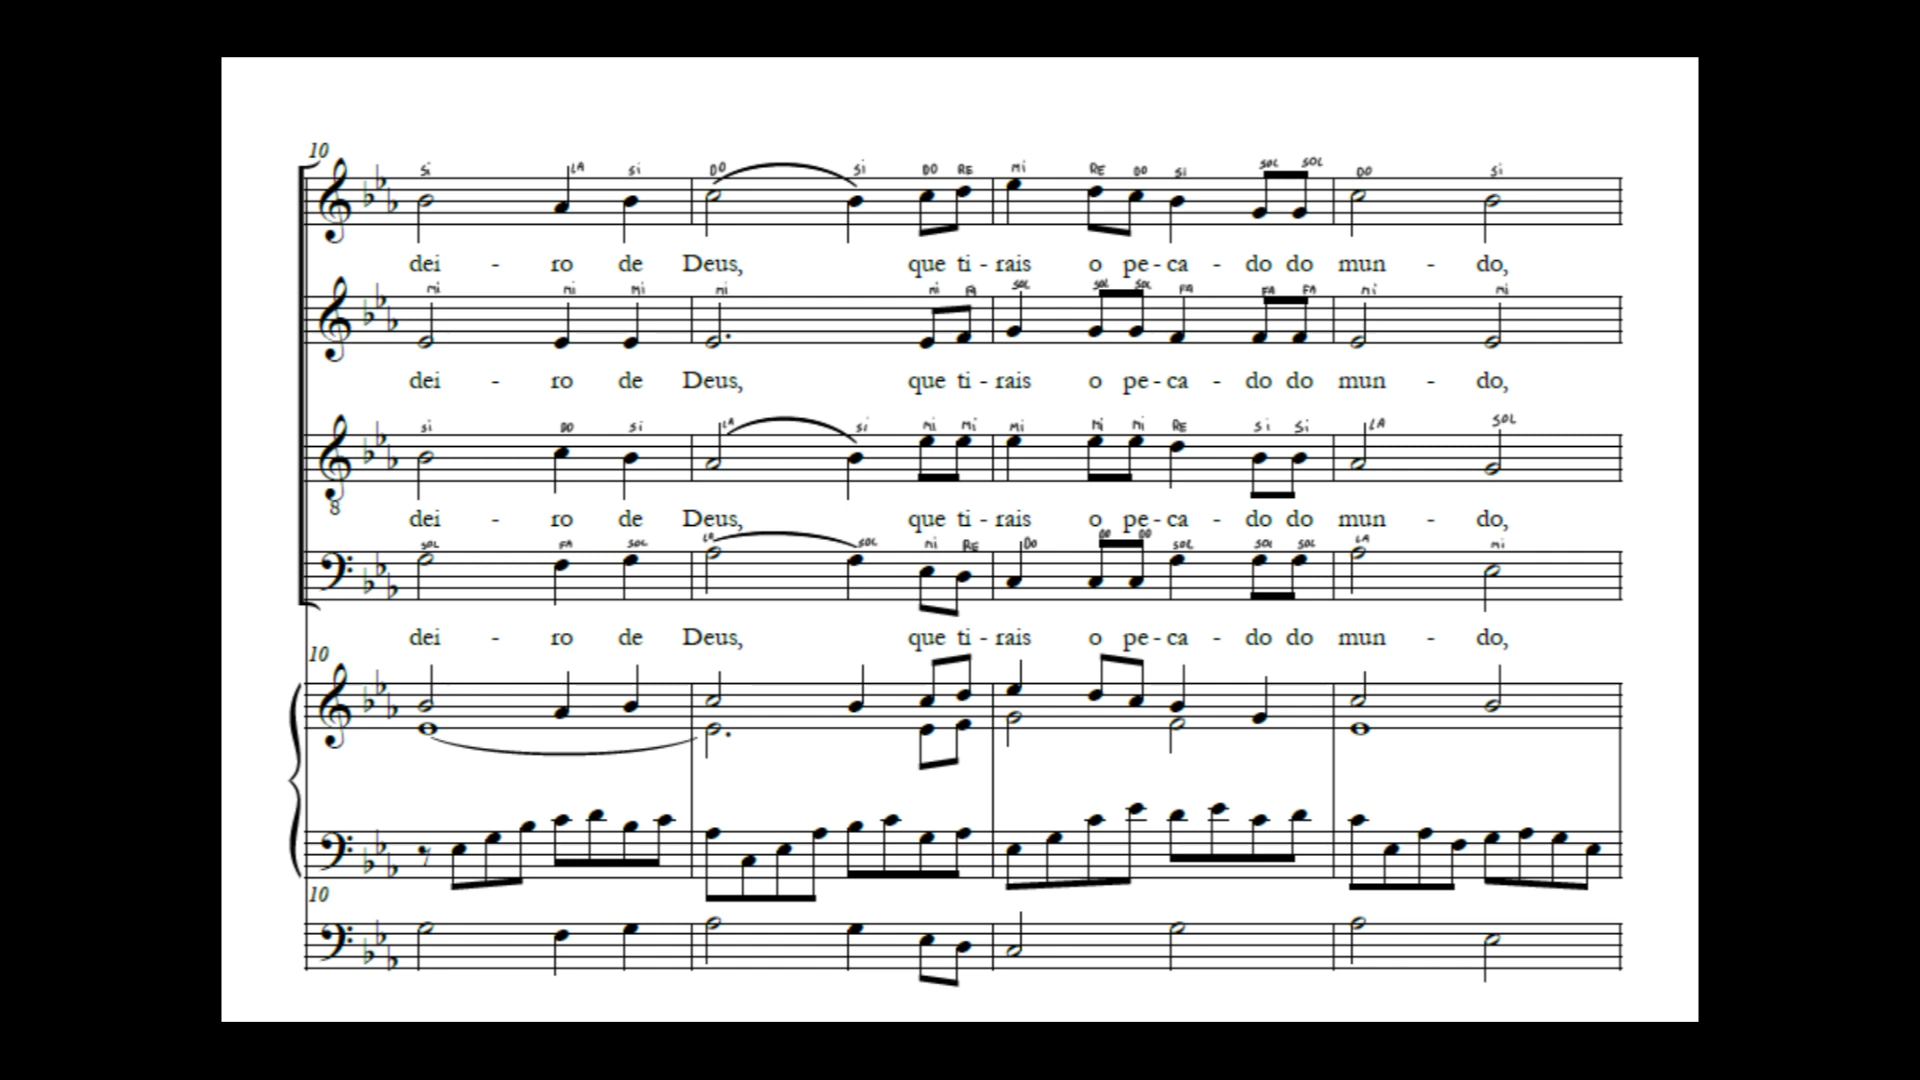 10
Si LA Si DO Si DO RE Mi RE DO Si SOL SOL DO Si
dei - ro de Deus, que ti - rais o pe - ca - do do mun - do,
Mi Mi Mi Mi Mi FA SOL SOL SOL FA FA FA Mi Mi
dei - ro de Deus, que ti - rais o pe - ca - do do mun - do,
Si DO Si LA Si Mi Mi Mi Mi Mi RE Si Si LA SOL
8
dei - ro de Deus, que ti - rais o pe - ca - do do mun - do,
SOL FA SOL LA SOL Mi RE DO DO DO SOL SOL SOL LA Mi
dei - ro de Deus, que ti - rais o pe - ca - do do mun - do,
10
10